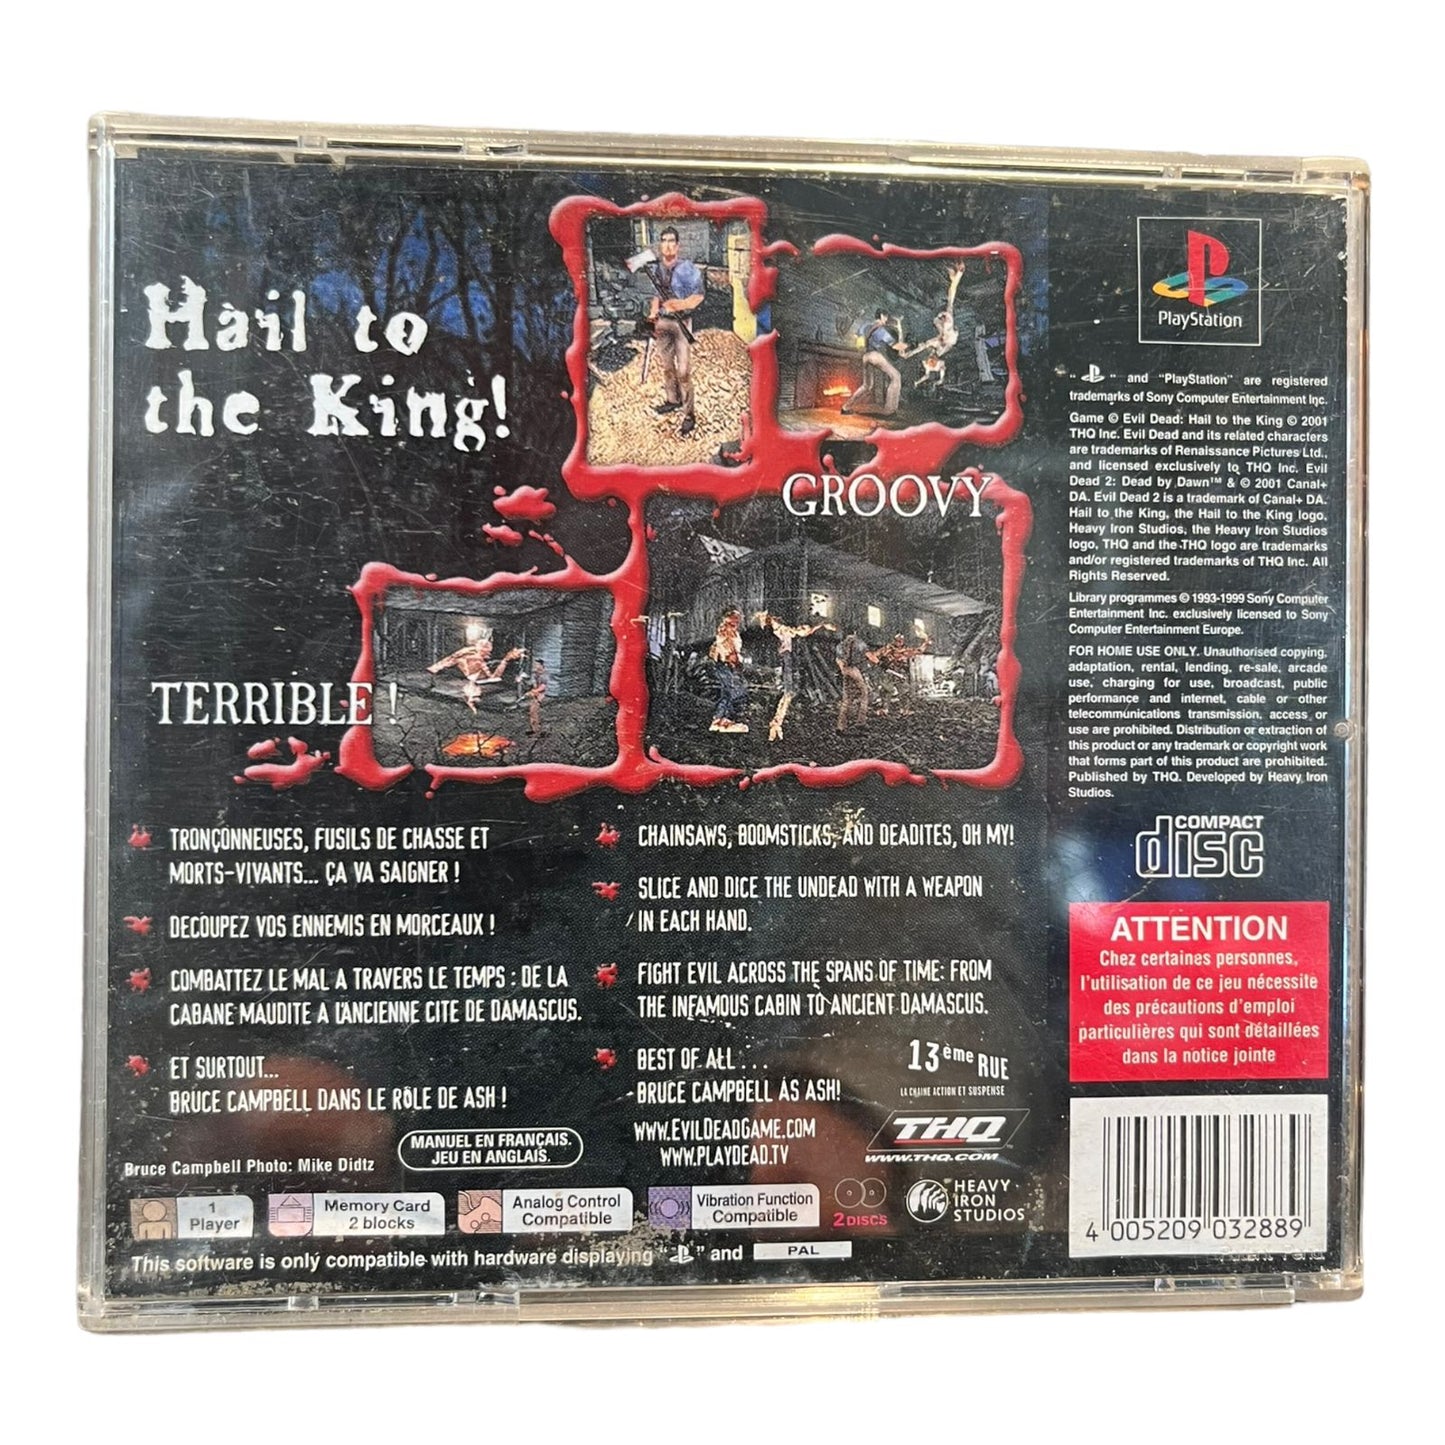 Hail to
the King!
GROOVY
TERRIBLE !
TRONÇONNEUSES, FUSILS DE CHASSE ET
MORTS-VIVANTS... ÇA VA SAIGNER !
DECOUPEZ VOS ENNEMIS EN MORCEAUX !
COMBATTEZ LE MAL A TRAVERS LE TEMPS : DE LA
CABANE MAUDITE A L'ANCIENNE CITE DE DAMASCUS.
ET SURTOUT...
BRUCE CAMPBELL DANS LE RÔLE DE ASH !
MANUEL EN FRANÇAIS.
JEU EN ANGLAIS.
Bruce Campbell Photo: Mike Didtz
CHAINSAWS, BOOMSTICKS, AND DEADITES, OH MY!
SLICE AND DICE THE UNDEAD WITH A WEAPON
IN EACH HAND.
FIGHT EVIL ACROSS THE SPANS OF TIME: FROM
THE INFAMOUS CABIN TO ANCIENT DAMASCUS.
BEST OF ALL . . .
BRUCE CAMPBELL AS ASH!
WWW.EVILDEADGAME.COM
WWW.PLAYDEAD.TV
13ème RUE
LA CHAINE ACTION ET SUSPENSE
THQ
WWW.THQ.COM
1
Player
Memory Card
2 blocks
Analog Control
Compatible
Vibration Function
Compatible
2 DISCS
HEAVY
IRON
STUDIOS
This software is only compatible with hardware displaying " " and PAL
PlayStation
" " and "PlayStation" are registered
trademarks of Sony Computer Entertainment Inc.
Game © Evil Dead: Hail to the King © 2001
THQ Inc. Evil Dead and its related characters
are trademarks of Renaissance Pictures Ltd.,
and licensed exclusively to THQ Inc. Evil
Dead 2: Dead by Dawn™ & © 2001 Canal+
DA. Evil Dead 2 is a trademark of Canal+ DA.
Hail to the King, the Hail to the King logo,
Heavy Iron Studios, the Heavy Iron Studios
logo, THQ and the THQ logo are trademarks
and/or registered trademarks of THQ Inc. All
Rights Reserved.
Library programmes © 1993-1999 Sony Computer
Entertainment Inc. exclusively licensed to Sony
Computer Entertainment Europe.
FOR HOME USE ONLY. Unauthorised copying,
adaptation, rental, lending, re-sale, arcade
use, charging for use, broadcast, public
performance and internet, cable or other
telecommunications transmission, access or
use are prohibited. Distribution or extraction of
this product or any trademark or copyright work
that forms part of this product are prohibited.
Published by THQ. Developed by Heavy Iron
Studios.
COMPACT
disc
ATTENTION
Chez certaines personnes,
l'utilisation de ce jeu nécessite
des précautions d'emploi
particulières qui sont détaillées
dans la notice jointe
4 005209 032889